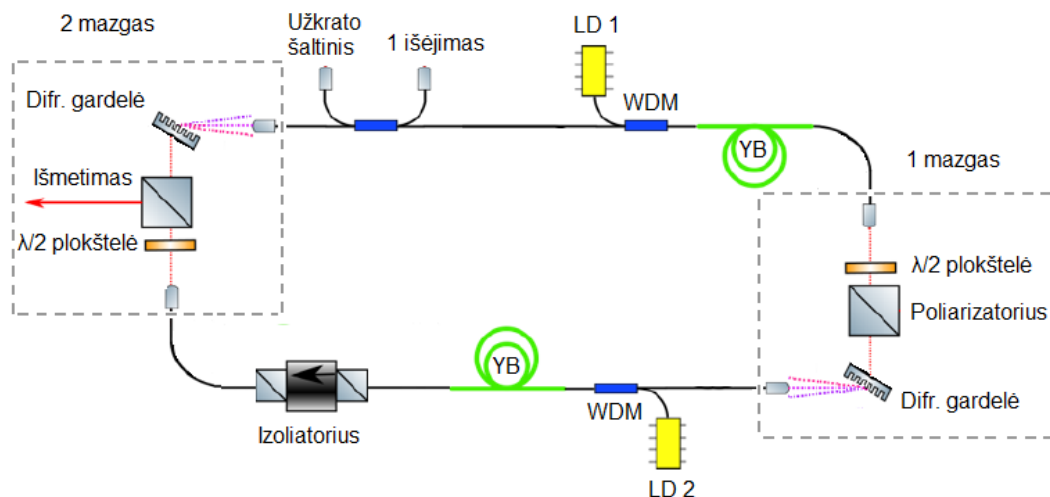 2 mazgas
Užkrato
šaltinis
1 išėjimas
LD 1
WDM
Difr. gardelė
YB
1 mazgas
Išmetimas
λ/2 plokštelė
λ/2 plokštelė
Poliarizatorius
YB
WDM
Difr. gardelė
Izoliatorius
LD 2